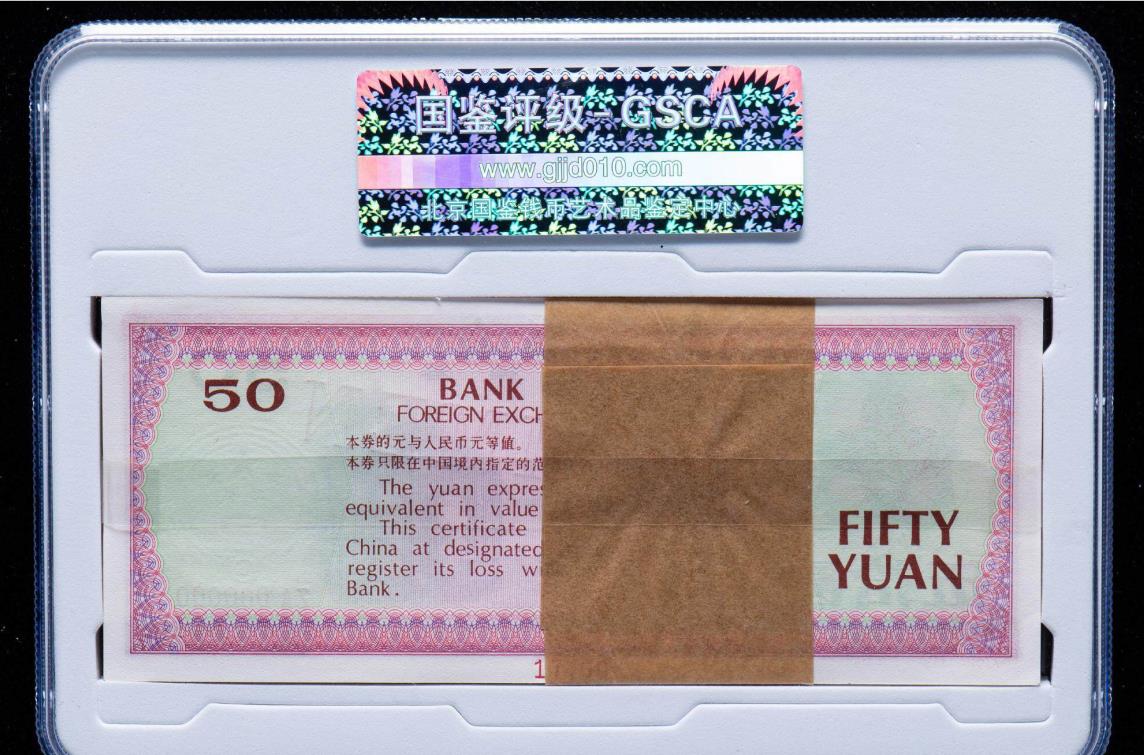 国鉴评级-GSCA
www.gjjd010.com
北京国鉴钱币艺术品鉴定中心
50
BANK
FOREIGN EXCH
本券的元与人民币元等值。
本券只限在中国境内指定的范
The yuan expres
equivalent in value
This certificate
China at designated
register its loss wi
Bank.
FIFTY
YUAN
1